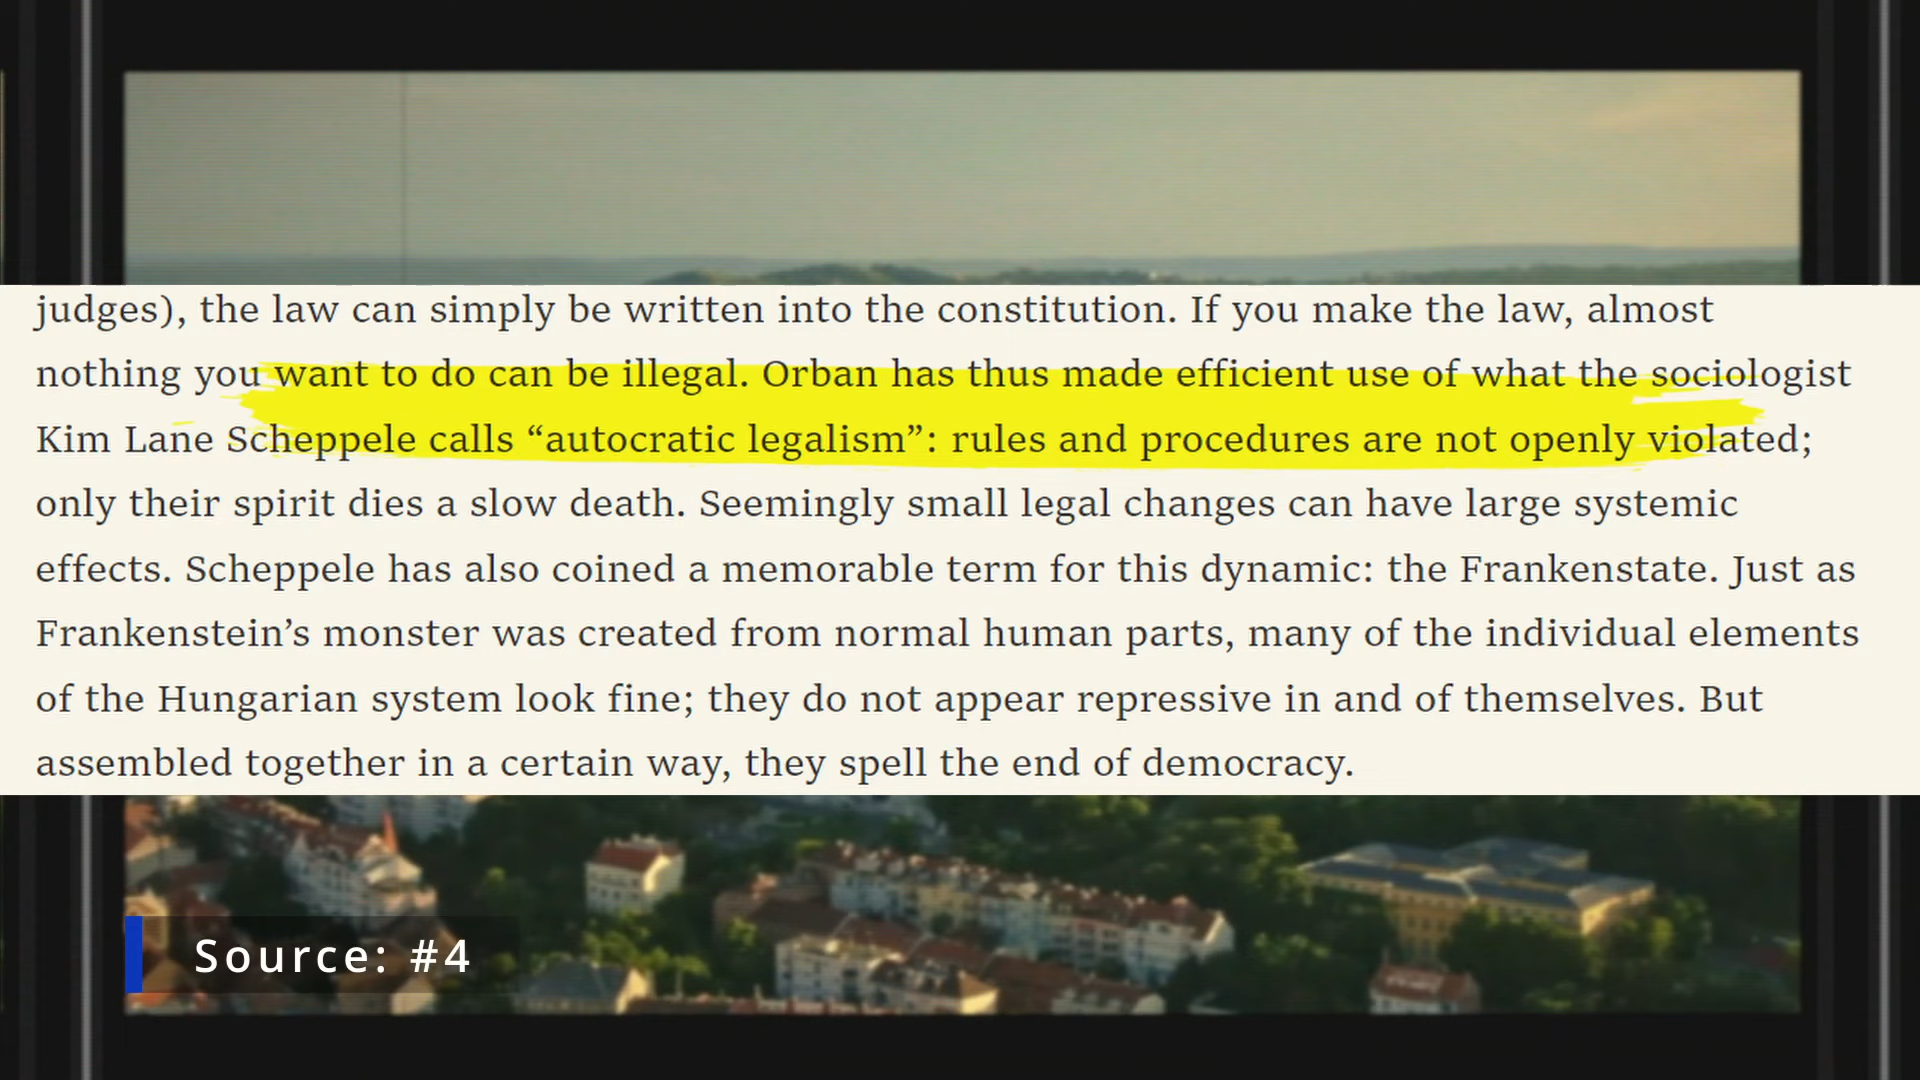 judges), the law can simply be written into the constitution. If you make the law, almost
nothing you want to do can be illegal. Orban has thus made efficient use of what the sociologist
Kim Lane Scheppele calls “autocratic legalism”: rules and procedures are not openly violated;
only their spirit dies a slow death. Seemingly small legal changes can have large systemic
effects. Scheppele has also coined a memorable term for this dynamic: the Frankenstate. Just as
Frankenstein’s monster was created from normal human parts, many of the individual elements
of the Hungarian system look fine; they do not appear repressive in and of themselves. But
assembled together in a certain way, they spell the end of democracy.
Source: #4